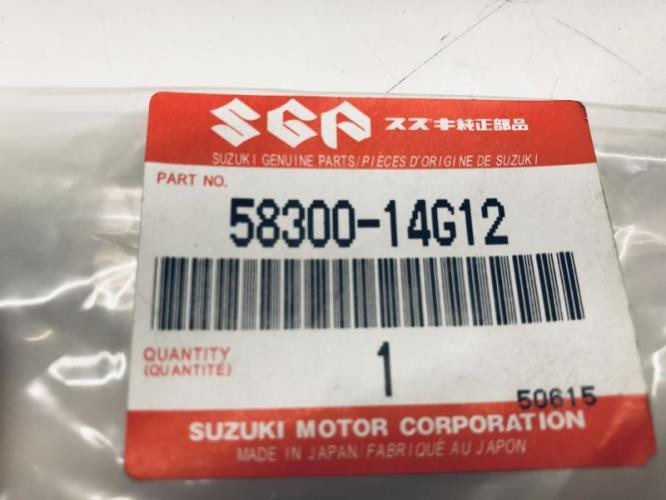 SGP スズキ純正部品
SUZUKI GENUINE PARTS/PIÈCES D'ORIGINE DE SUZUKI
PART NO.
58300-14G12
QUANTITY
(QUANTITÉ)
1
50615
SUZUKI MOTOR CORPORATION
MADE IN JAPAN/FABRIQUÉ AU JAPON